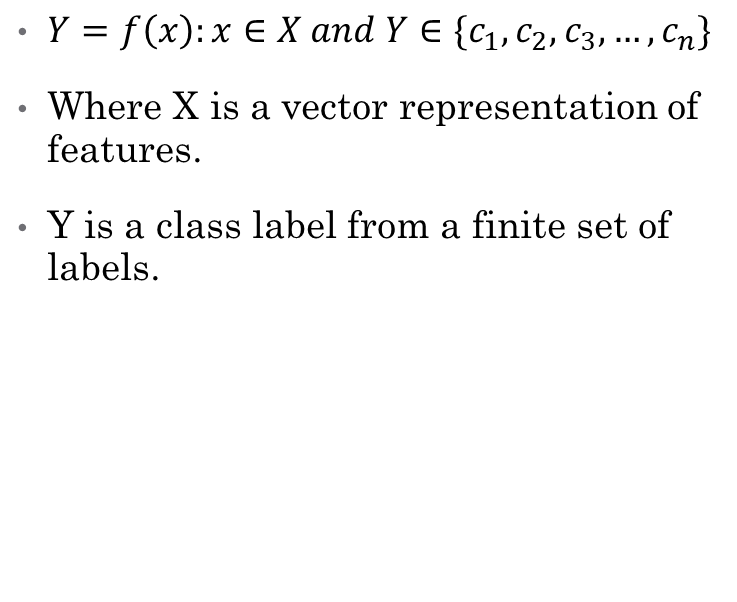 • Y = f(x): x ∈ X and Y ∈ {c₁, c₂, c₃, … , cₙ}
• Where X is a vector representation of
features.
• Y is a class label from a finite set of
labels.